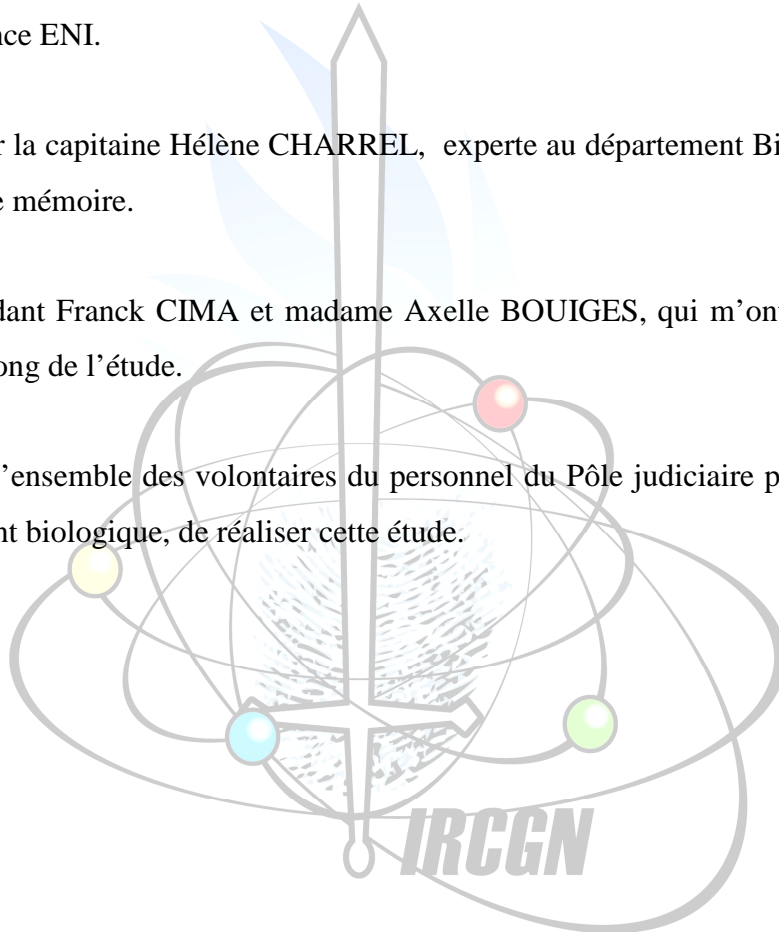 nce ENI.
r la capitaine Hélène CHARREL, experte au département Bi
e mémoire.
dant Franck CIMA et madame Axelle BOUIGES, qui m’ont
ong de l’étude.
’ensemble des volontaires du personnel du Pôle judiciaire p
nt biologique, de réaliser cette étude.
IRCGN